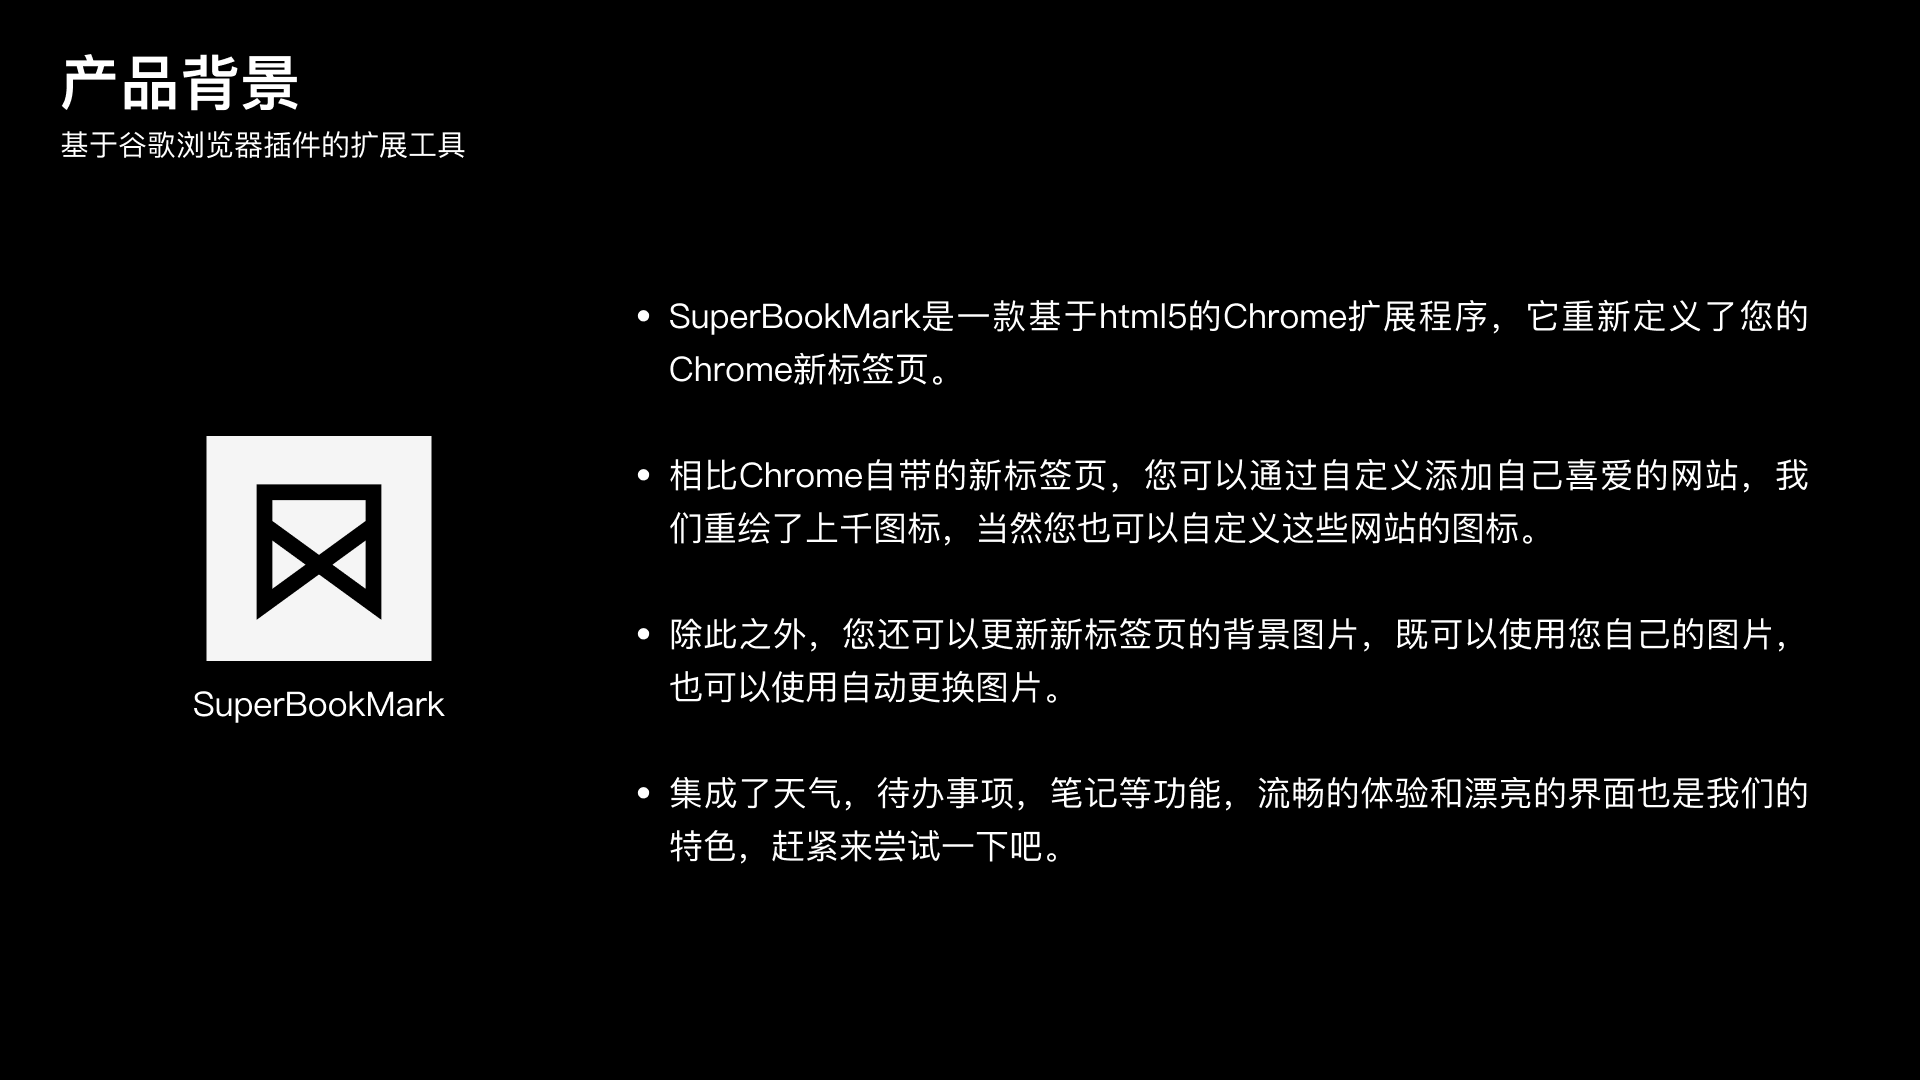 产品背景
基于谷歌浏览器插件的扩展工具
SuperBookMark是一款基于html5的Chrome扩展程序，它重新定义了您的
Chrome新标签页。
相比Chrome自带的新标签页，您可以通过自定义添加自己喜爱的网站，我
们重绘了上千图标，当然您也可以自定义这些网站的图标。
除此之外，您还可以更新新标签页的背景图片，既可以使用您自己的图片，
也可以使用自动更换图片。
集成了天气，待办事项，笔记等功能，流畅的体验和漂亮的界面也是我们的
特色，赶紧来尝试一下吧。
SuperBookMark